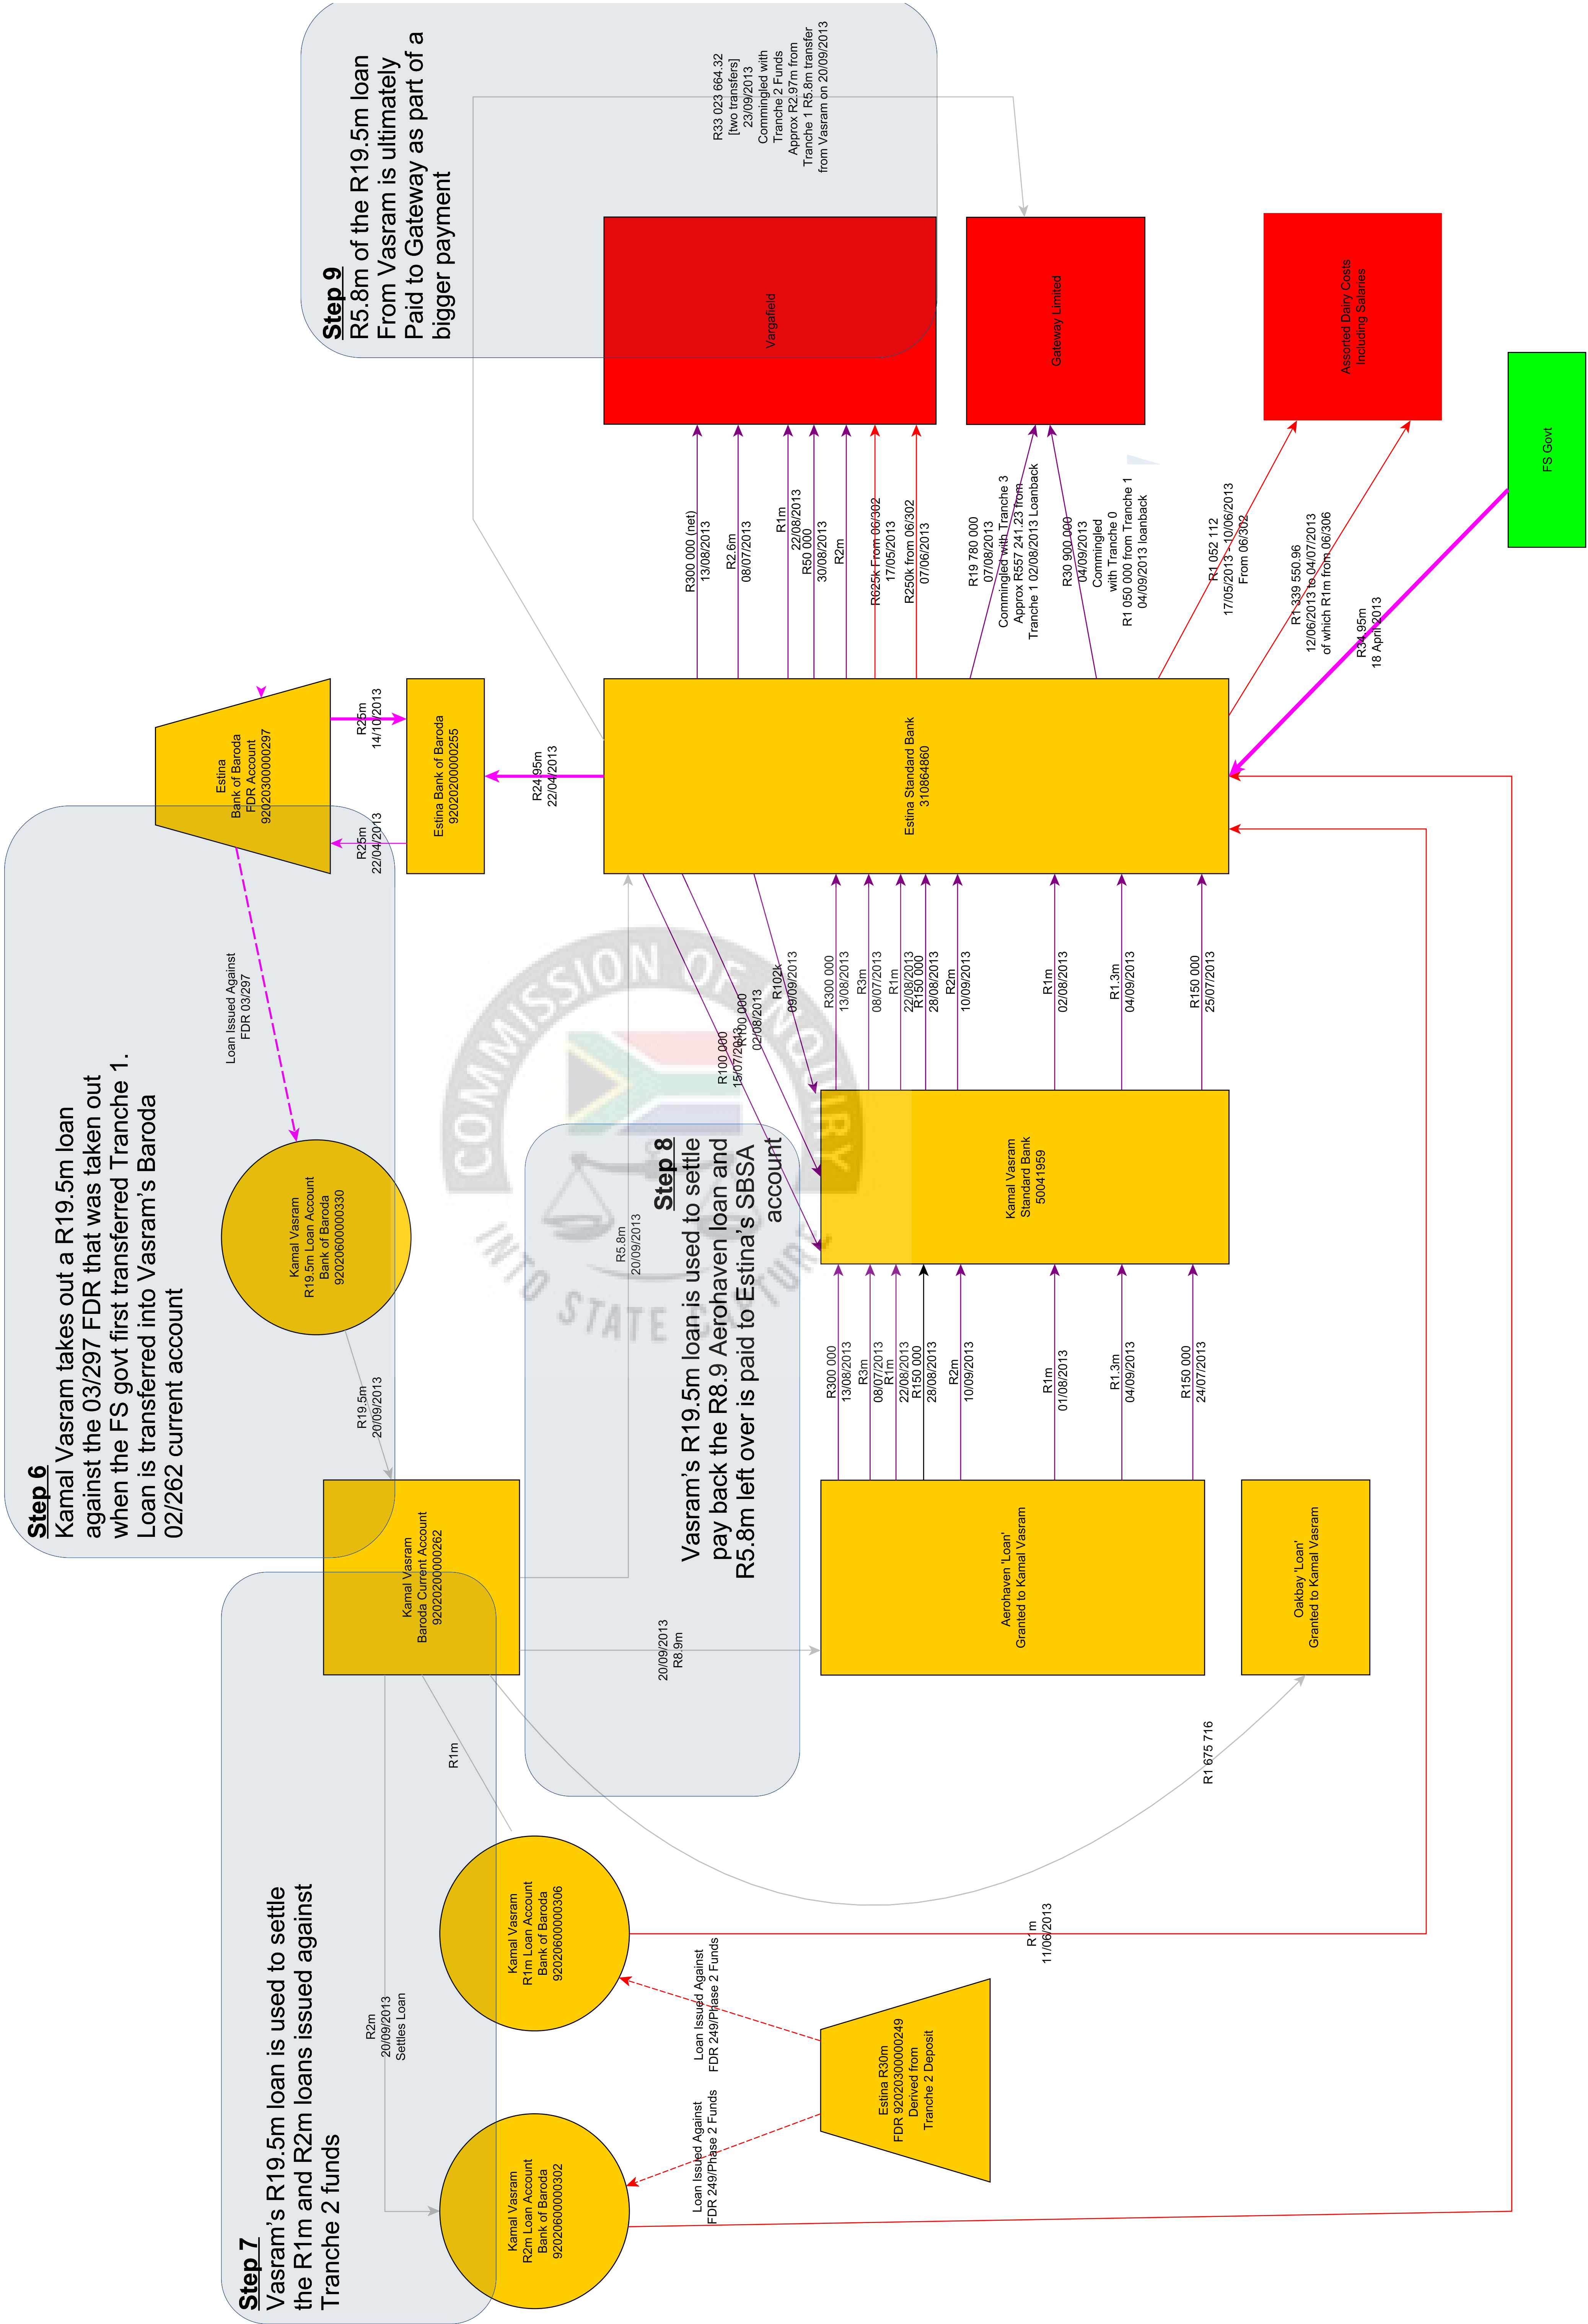 Step 6
Kamal Vasram takes out a R19.5m loan
against the 03/297 FDR that was taken out
when the FS govt first transferred Tranche 1.
Loan is transferred into Vasram's Baroda
02/262 current account
Step 7
Vasram's R19.5m loan is used to settle
the R1m and R2m loans issued against
Tranche 2 funds
Step 8
Vasram's R19.5m loan is used to settle
pay back the R8.9 Aerohaven loan and
R5.8m left over is paid to Estina's SBSA
account
Step 9
R5.8m of the R19.5m loan
From Vasram is ultimately
Paid to Gateway as part of a
bigger payment
Estina
Bank of Baroda
FDR Account
92020300000297
R25m
22/04/2013
R25m
14/10/2013
Estina Bank of Baroda
92020200000255
R24.95m
22/04/2013
Loan Issued Against
FDR 03/297
Kamal Vasram
R19.5m Loan Account
Bank of Baroda
92020600000330
R19.5m
20/09/2013
Kamal Vasram
Baroda Current Account
92020200000262
R2m
20/09/2013
Settles Loan
R1m
Kamal Vasram
R2m Loan Account
Bank of Baroda
92020600000302
Kamal Vasram
R1m Loan Account
Bank of Baroda
92020600000306
Loan Issued Against
FDR 249/Phase 2 Funds
Loan Issued Against
FDR 249/Phase 2 Funds
Estina R30m
FDR 92020300000249
Derived from
Tranche 2 Deposit
R1m
11/06/2013
R1 675 716
20/09/2013
R8.9m
R5.8m
20/09/2013
Aerohaven 'Loan'
Granted to Kamal Vasram
Oakbay 'Loan'
Granted to Kamal Vasram
R300 000
13/08/2013
R3m
08/07/2013
R1m
22/08/2013
R150 000
28/08/2013
R2m
10/09/2013
R1m
01/08/2013
R1.3m
04/09/2013
R150 000
24/07/2013
Kamal Vasram
Standard Bank
50041959
R100 000
15/07/2013
R100 000
02/08/2013
R102k
09/09/2013
R300 000
13/08/2013
R3m
08/07/2013
R1m
22/08/2013
R150 000
28/08/2013
R2m
10/09/2013
R1m
02/08/2013
R1.3m
04/09/2013
R150 000
25/07/2013
Estina Standard Bank
310864860
R300 000 (net)
13/08/2013
R2.6m
08/07/2013
R1m
22/08/2013
R50 000
30/08/2013
R2m
R625k From 06/302
17/05/2013
R250k from 06/302
07/06/2013
R19 780 000
07/08/2013
Commingled with Tranche 3
Approx R557 241.23 from
Tranche 1 02/08/2013 Loanback
R30 900 000
04/09/2013
Commingled
with Tranche 0
R1 050 000 from Tranche 1
04/09/2013 loanback
R1 052 112
17/05/2013 - 10/06/2013
From 06/302
R1 339 550.96
12/06/2013 to 04/07/2013
of which R1m from 06/306
R34.95m
18 April 2013
Vargafield
Gateway Limited
Assorted Dairy Costs
Including Salaries
FS Govt
R33 023 664.32
[two transfers]
23/09/2013
Commingled with
Tranche 2 Funds
Approx R2.97m from
Tranche 1 R5.8m transfer
from Vasram on 20/09/2013
COMMISSION OF INQUIRY
INTO STATE CAPTURE